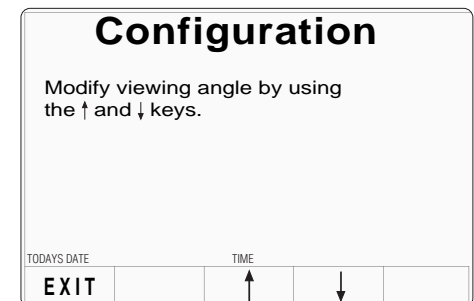 Configuration
Modify viewing angle by using
the ↑ and ↓ keys.
TODAYS DATE TIME
EXIT ↑ ↓